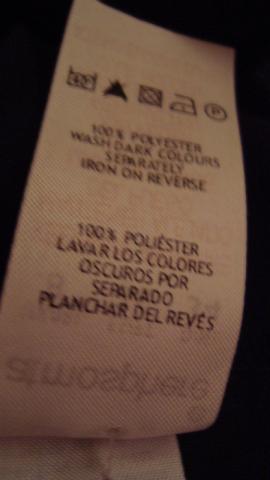 100% POLYESTER
WASH DARK COLOURS
SEPARATELY
IRON ON REVERSE
100% POLIÉSTER
LAVAR LOS COLORES
OSCUROS POR
SEPARADO
PLANCHAR DEL REVÉS